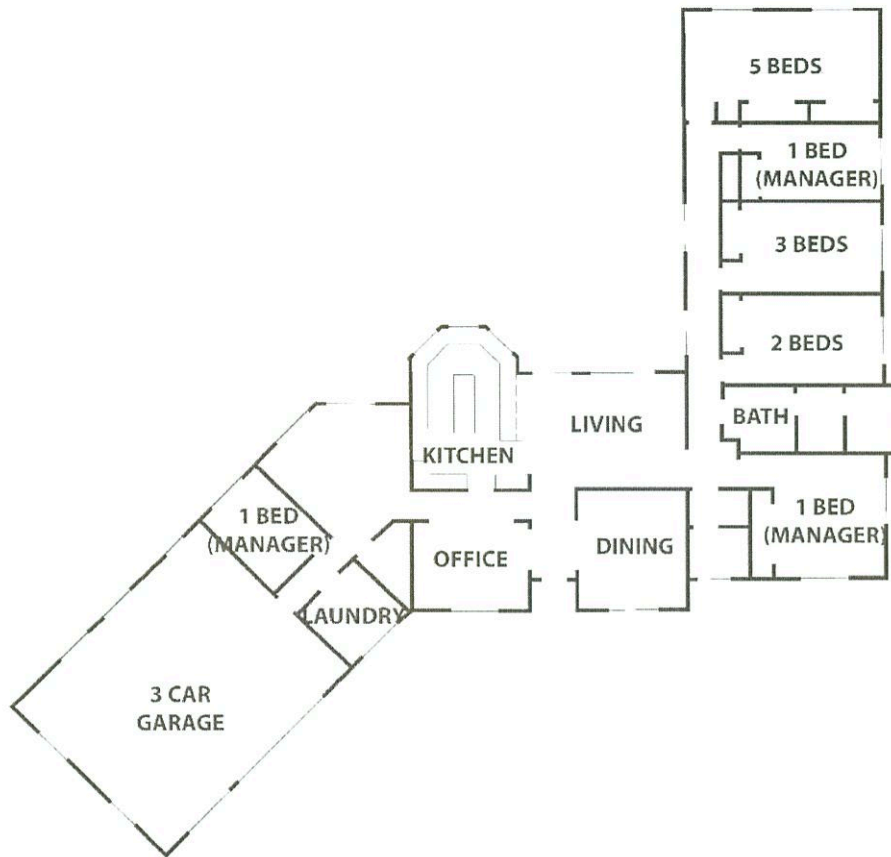 5 BEDS
1 BED
(MANAGER)
3 BEDS
2 BEDS
BATH
LIVING
KITCHEN
1 BED
(MANAGER)
1 BED
(MANAGER)
OFFICE
DINING
LAUNDRY
3 CAR
GARAGE